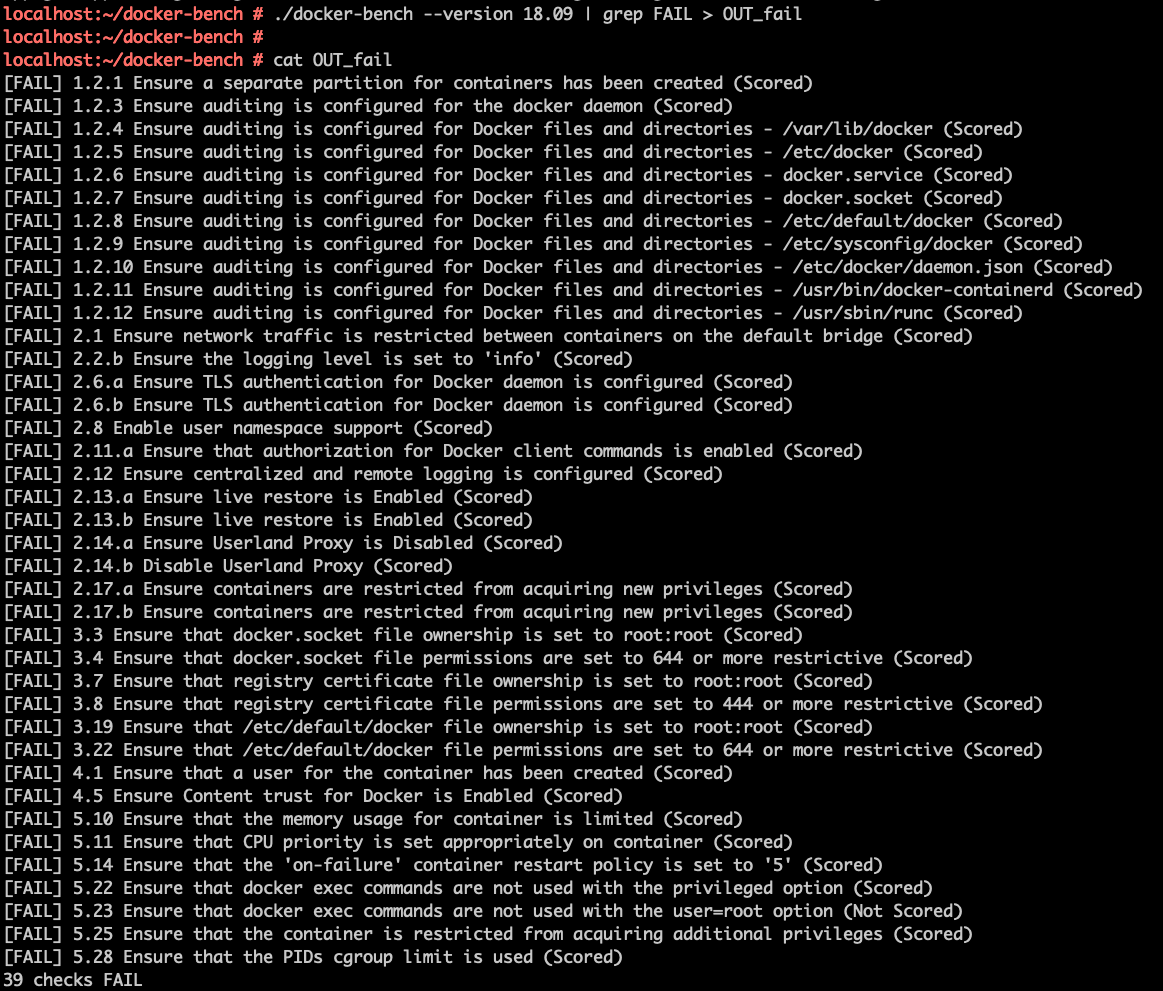 localhost:~/docker-bench # ./docker-bench --version 18.09 | grep FAIL > OUT_fail
localhost:~/docker-bench #
localhost:~/docker-bench # cat OUT_fail
[FAIL] 1.2.1 Ensure a separate partition for containers has been created (Scored)
[FAIL] 1.2.3 Ensure auditing is configured for the docker daemon (Scored)
[FAIL] 1.2.4 Ensure auditing is configured for Docker files and directories - /var/lib/docker (Scored)
[FAIL] 1.2.5 Ensure auditing is configured for Docker files and directories - /etc/docker (Scored)
[FAIL] 1.2.6 Ensure auditing is configured for Docker files and directories - docker.service (Scored)
[FAIL] 1.2.7 Ensure auditing is configured for Docker files and directories - docker.socket (Scored)
[FAIL] 1.2.8 Ensure auditing is configured for Docker files and directories - /etc/default/docker (Scored)
[FAIL] 1.2.9 Ensure auditing is configured for Docker files and directories - /etc/sysconfig/docker (Scored)
[FAIL] 1.2.10 Ensure auditing is configured for Docker files and directories - /etc/docker/daemon.json (Scored)
[FAIL] 1.2.11 Ensure auditing is configured for Docker files and directories - /usr/bin/docker-containerd (Scored)
[FAIL] 1.2.12 Ensure auditing is configured for Docker files and directories - /usr/sbin/runc (Scored)
[FAIL] 2.1 Ensure network traffic is restricted between containers on the default bridge (Scored)
[FAIL] 2.2.b Ensure the logging level is set to 'info' (Scored)
[FAIL] 2.6.a Ensure TLS authentication for Docker daemon is configured (Scored)
[FAIL] 2.6.b Ensure TLS authentication for Docker daemon is configured (Scored)
[FAIL] 2.8 Enable user namespace support (Scored)
[FAIL] 2.11.a Ensure that authorization for Docker client commands is enabled (Scored)
[FAIL] 2.12 Ensure centralized and remote logging is configured (Scored)
[FAIL] 2.13.a Ensure live restore is Enabled (Scored)
[FAIL] 2.13.b Ensure live restore is Enabled (Scored)
[FAIL] 2.14.a Ensure Userland Proxy is Disabled (Scored)
[FAIL] 2.14.b Disable Userland Proxy (Scored)
[FAIL] 2.17.a Ensure containers are restricted from acquiring new privileges (Scored)
[FAIL] 2.17.b Ensure containers are restricted from acquiring new privileges (Scored)
[FAIL] 3.3 Ensure that docker.socket file ownership is set to root:root (Scored)
[FAIL] 3.4 Ensure that docker.socket file permissions are set to 644 or more restrictive (Scored)
[FAIL] 3.7 Ensure that registry certificate file ownership is set to root:root (Scored)
[FAIL] 3.8 Ensure that registry certificate file permissions are set to 444 or more restrictive (Scored)
[FAIL] 3.19 Ensure that /etc/default/docker file ownership is set to root:root (Scored)
[FAIL] 3.22 Ensure that /etc/default/docker file permissions are set to 644 or more restrictive (Scored)
[FAIL] 4.1 Ensure that a user for the container has been created (Scored)
[FAIL] 4.5 Ensure Content trust for Docker is Enabled (Scored)
[FAIL] 5.10 Ensure that the memory usage for container is limited (Scored)
[FAIL] 5.11 Ensure that CPU priority is set appropriately on container (Scored)
[FAIL] 5.14 Ensure that the 'on-failure' container restart policy is set to '5' (Scored)
[FAIL] 5.22 Ensure that docker exec commands are not used with the privileged option (Scored)
[FAIL] 5.23 Ensure that docker exec commands are not used with the user=root option (Not Scored)
[FAIL] 5.25 Ensure that the container is restricted from acquiring additional privileges (Scored)
[FAIL] 5.28 Ensure that the PIDs cgroup limit is used (Scored)
39 checks FAIL